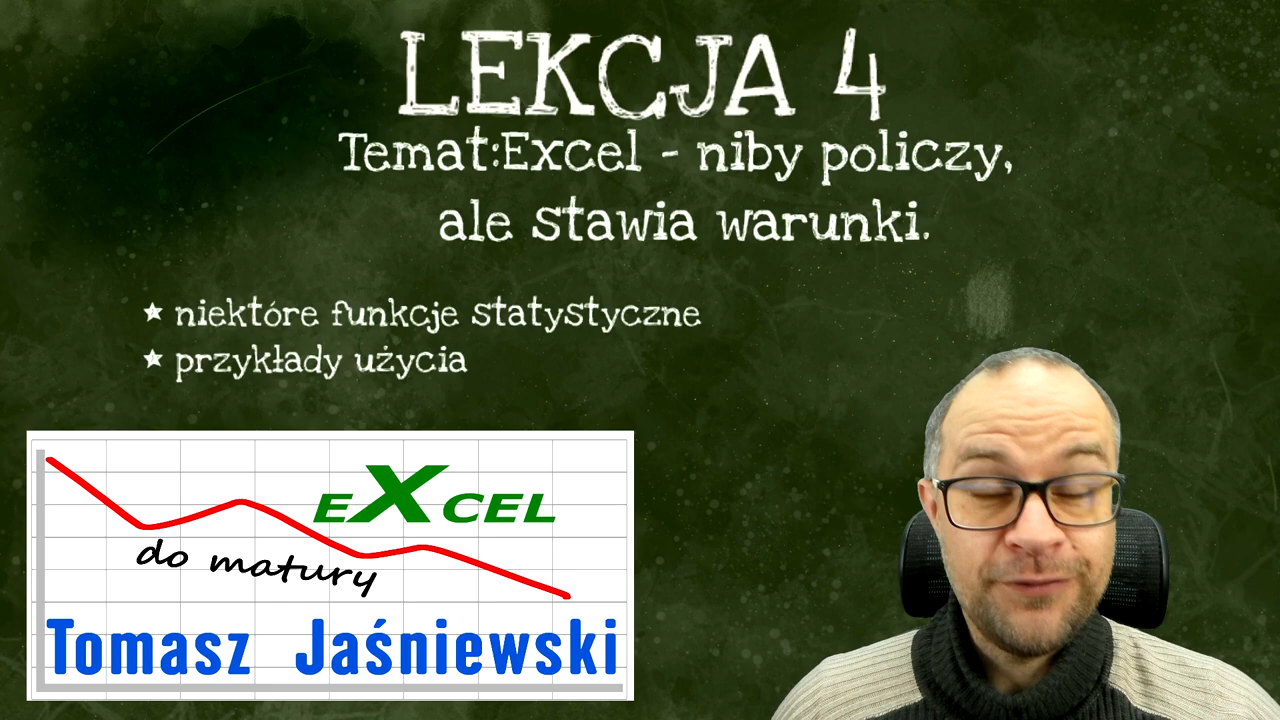 LEKCJA 4
Temat:Excel - niby policzy,
ale stawia warunki.
★ niektóre funkcje statystyczne
★ przykłady użycia
EXCEL
do matury
Tomasz Jaśniewski